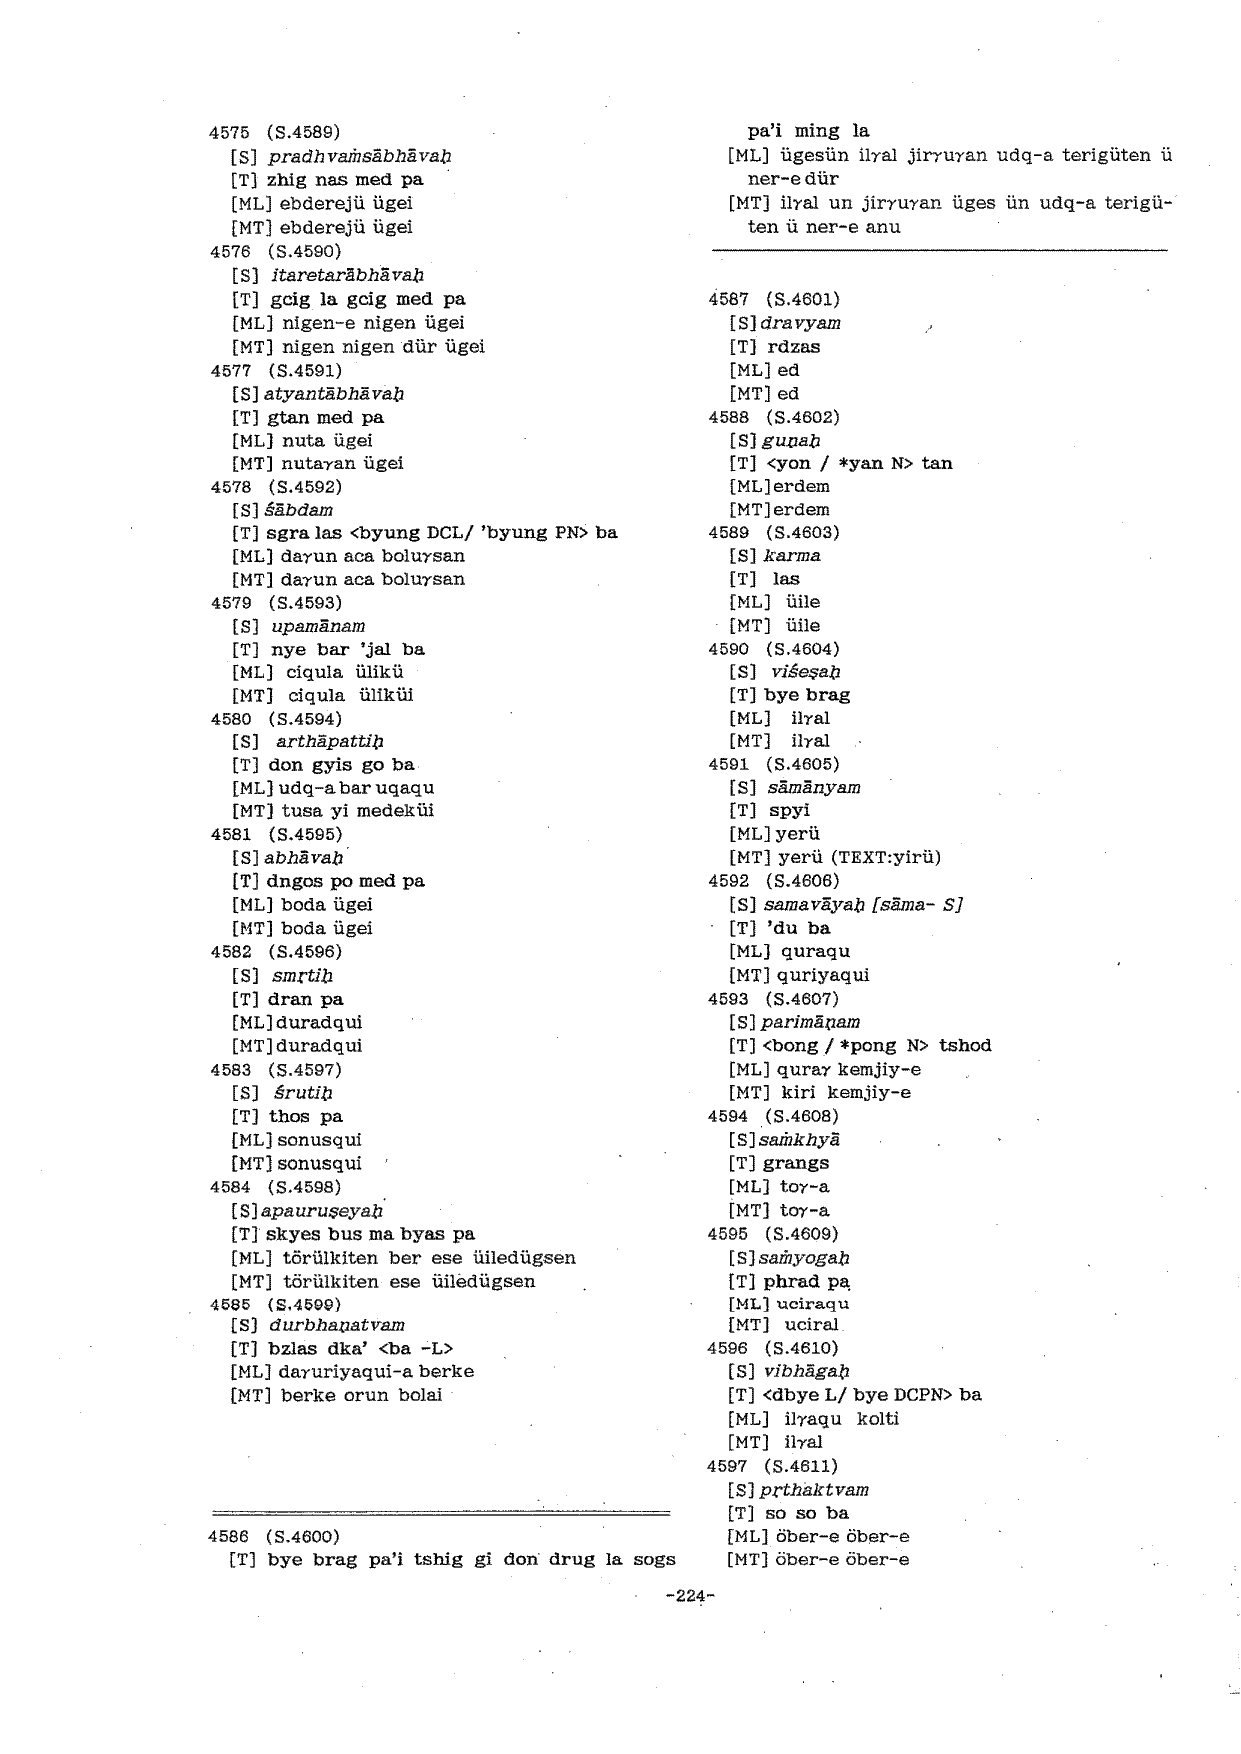 4575 (S.4589)
[S] pradhvaṁsābhāvaḥ
[T] zhig nas med pa
[ML] ebderejü ügei
[MT] ebderejü ügei
4576 (S.4590)
[S] itaretarābhāvaḥ
[T] gcig la gcig med pa
[ML] nigen-e nigen ügei
[MT] nigen nigen dür ügei
4577 (S.4591)
[S] atyantābhāvaḥ
[T] gtan med pa
[ML] nuta ügei
[MT] nutaγan ügei
4578 (S.4592)
[S] śābdam
[T] sgra las <byung DCL/ 'byung PN> ba
[ML] daγun aca boluγsan
[MT] daγun aca boluγsan
4579 (S.4593)
[S] upamānam
[T] nye bar 'jal ba
[ML] ciqula ülikü
[MT] ciqula üliküi
4580 (S.4594)
[S] arthāpattiḥ
[T] don gyis go ba
[ML] udq-a bar uqaqu
[MT] tusa yi medeküi
4581 (S.4595)
[S] abhāvaḥ
[T] dngos po med pa
[ML] boda ügei
[MT] boda ügei
4582 (S.4596)
[S] smṛtiḥ
[T] dran pa
[ML] duradqui
[MT] duradqui
4583 (S.4597)
[S] śrutiḥ
[T] thos pa
[ML] sonusqui
[MT] sonusqui
4584 (S.4598)
[S] apauruṣeyaḥ
[T] skyes bus ma byas pa
[ML] törülkiten ber ese üiledügsen
[MT] törülkiten ese üiledügsen
4585 (S.4599)
[S] durbhaṇatvam
[T] bzlas dka' <ba -L>
[ML] daγuriyaqui-a berke
[MT] berke orun bolai
4586 (S.4600)
[T] bye brag pa'i tshig gi don drug la sogs
pa'i ming la
[ML] ügesün ilγal jirγuγan udq-a terigüten ü
ner-e dür
[MT] ilγal un jirγuγan üges ün udq-a terigü-
ten ü ner-e anu
4587 (S.4601)
[S] dravyam
[T] rdzas
[ML] ed
[MT] ed
4588 (S.4602)
[S] guṇaḥ
[T] <yon / *yan N> tan
[ML] erdem
[MT] erdem
4589 (S.4603)
[S] karma
[T] las
[ML] üile
[MT] üile
4590 (S.4604)
[S] viśeṣaḥ
[T] bye brag
[ML] ilγal
[MT] ilγal
4591 (S.4605)
[S] sāmānyam
[T] spyi
[ML] yerü
[MT] yerü (TEXT:yirü)
4592 (S.4606)
[S] samavāyaḥ [sāma- S]
[T] 'du ba
[ML] quraqu
[MT] quriyaqui
4593 (S.4607)
[S] parimāṇam
[T] <bong / *pong N> tshod
[ML] quraγ kemjiy-e
[MT] kiri kemjiy-e
4594 (S.4608)
[S] saṁkhyā
[T] grangs
[ML] toγ-a
[MT] toγ-a
4595 (S.4609)
[S] saṁyogaḥ
[T] phrad pa
[ML] uciraqu
[MT] uciral
4596 (S.4610)
[S] vibhāgaḥ
[T] <dbye L/ bye DCPN> ba
[ML] ilγaqu kolti
[MT] ilγal
4597 (S.4611)
[S] pṛthaktvam
[T] so so ba
[ML] öber-e öber-e
[MT] öber-e öber-e
-224-